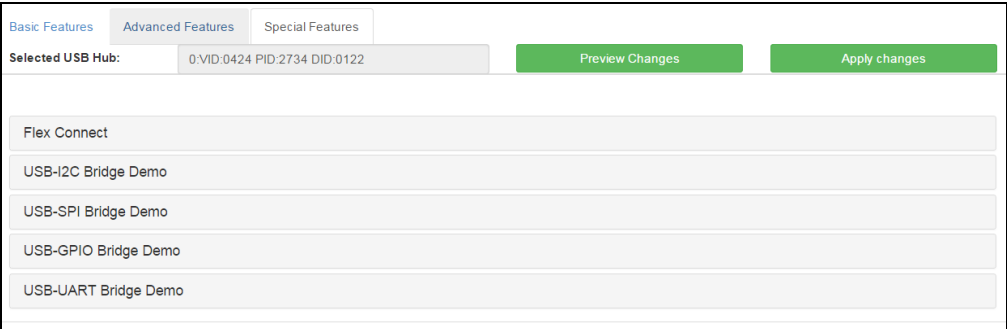 Basic Features Advanced Features Special Features
Selected USB Hub: 0:VID:0424 PID:2734 DID:0122 Preview Changes Apply changes
Flex Connect
USB-I2C Bridge Demo
USB-SPI Bridge Demo
USB-GPIO Bridge Demo
USB-UART Bridge Demo